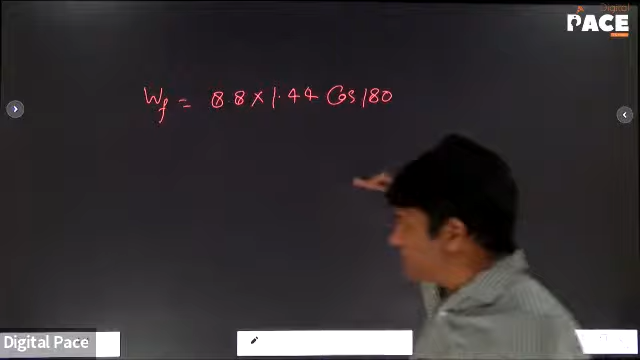 Digital
PACE
Wf = 8.8 × 1.44 Cos 180
Digital Pace